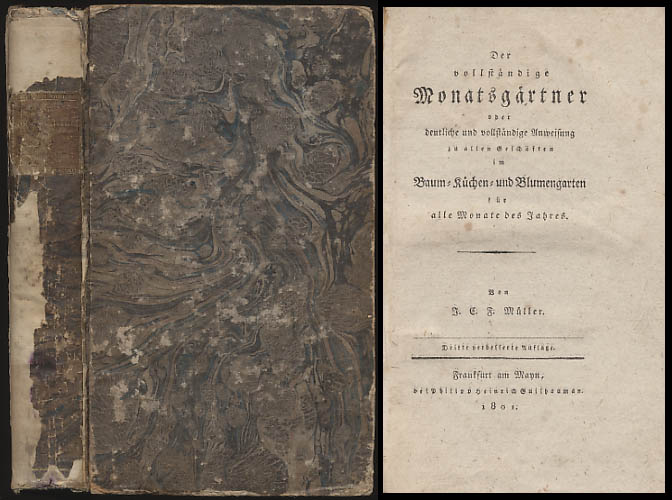 Der
vollständige
Monatsgärtner
oder
deutliche und vollständige Anweisung
zu allen Geschäften
im
Baum-Küchen-und Blumengarten
für
alle Monate des Jahres.
Von
J. C. F. Müller.
Dritte verbesserte Auflage.
Frankfurt am Mayn,
bei Philipp Heinrich Guilhauman.
1801.